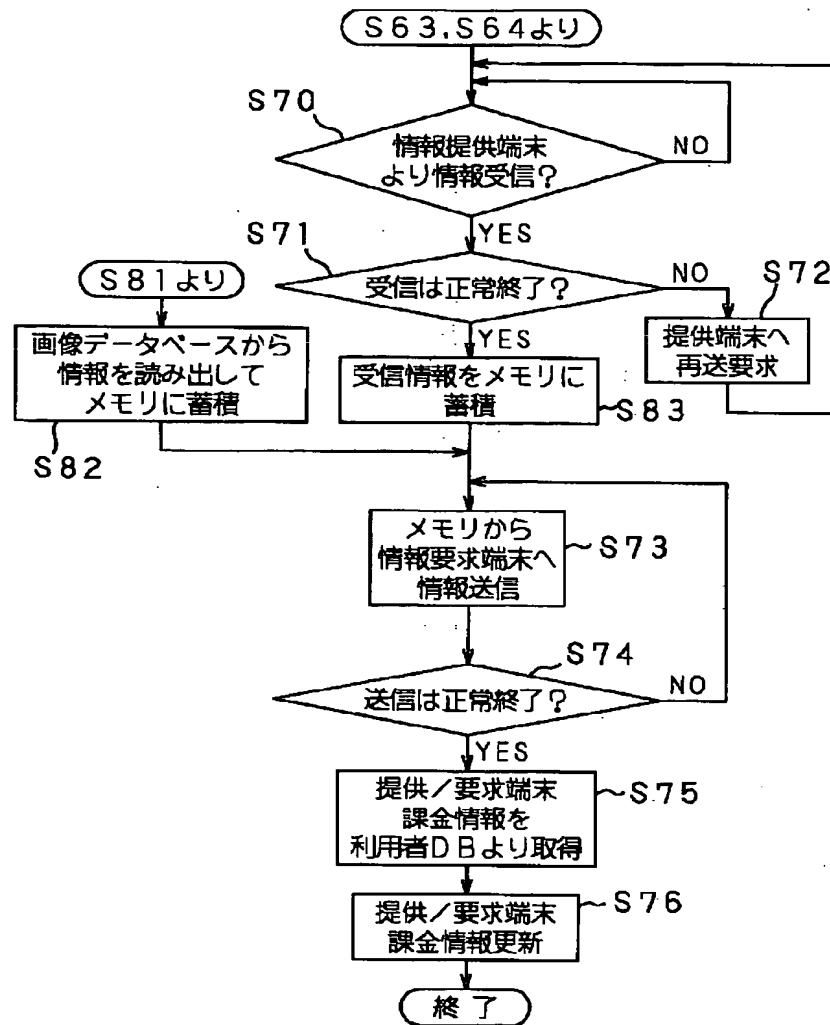 S63,S64より
S70
情報提供端末
より情報受信?
NO
YES
S71
受信は正常終了?
NO
S72
提供端末へ
再送要求
YES
S81より
画像データベースから
情報を読み出して
メモリに蓄積
S82
受信情報をメモリに
蓄積
S83
メモリから
情報要求端末へ
情報送信
S73
S74
送信は正常終了?
NO
YES
提供/要求端末
課金情報を
利用者DBより取得
S75
提供/要求端末
課金情報更新
S76
終了